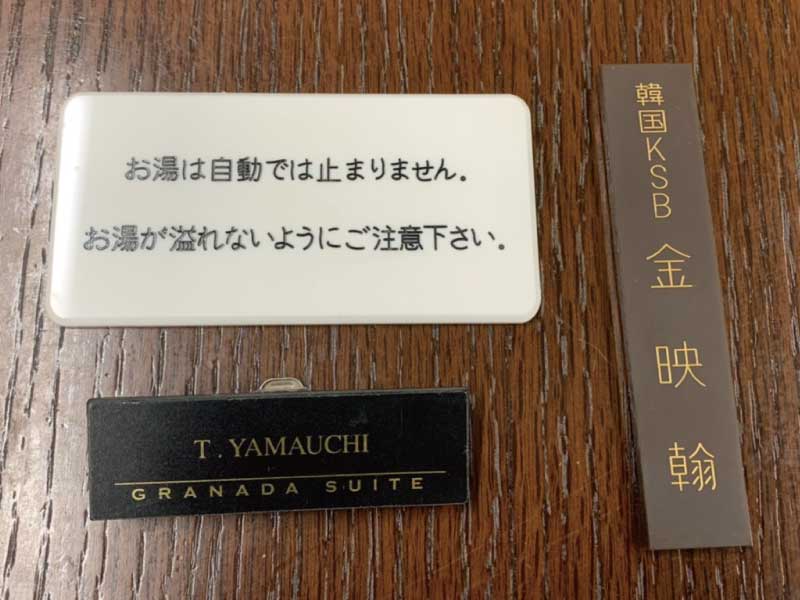 お湯は自動では止まりません。
お湯が溢れないようにご注意下さい。
T. YAMAUCHI
GRANADA SUITE
韓国KSB 金映翰